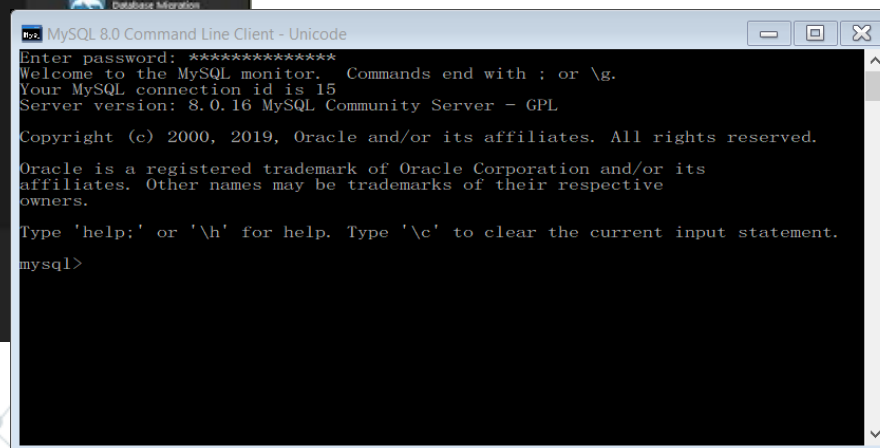 Database Migration
MySQL 8.0 Command Line Client - Unicode
Enter password: **************
Welcome to the MySQL monitor.  Commands end with ; or \g.
Your MySQL connection id is 15
Server version: 8.0.16 MySQL Community Server - GPL
Copyright (c) 2000, 2019, Oracle and/or its affiliates. All rights reserved.
Oracle is a registered trademark of Oracle Corporation and/or its
affiliates. Other names may be trademarks of their respective
owners.
Type 'help;' or '\h' for help. Type '\c' to clear the current input statement.
mysql>